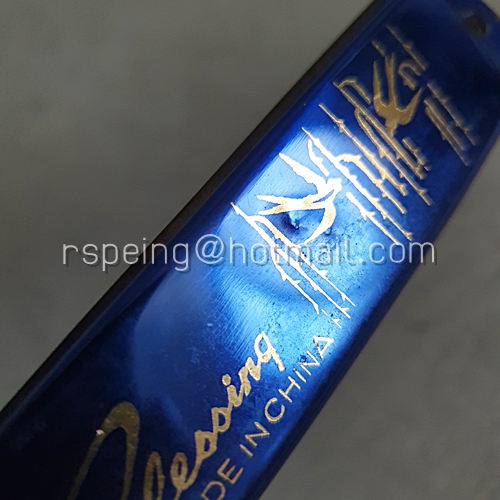 rspeing@hotmail.com
Blessing
DE IN CHINA